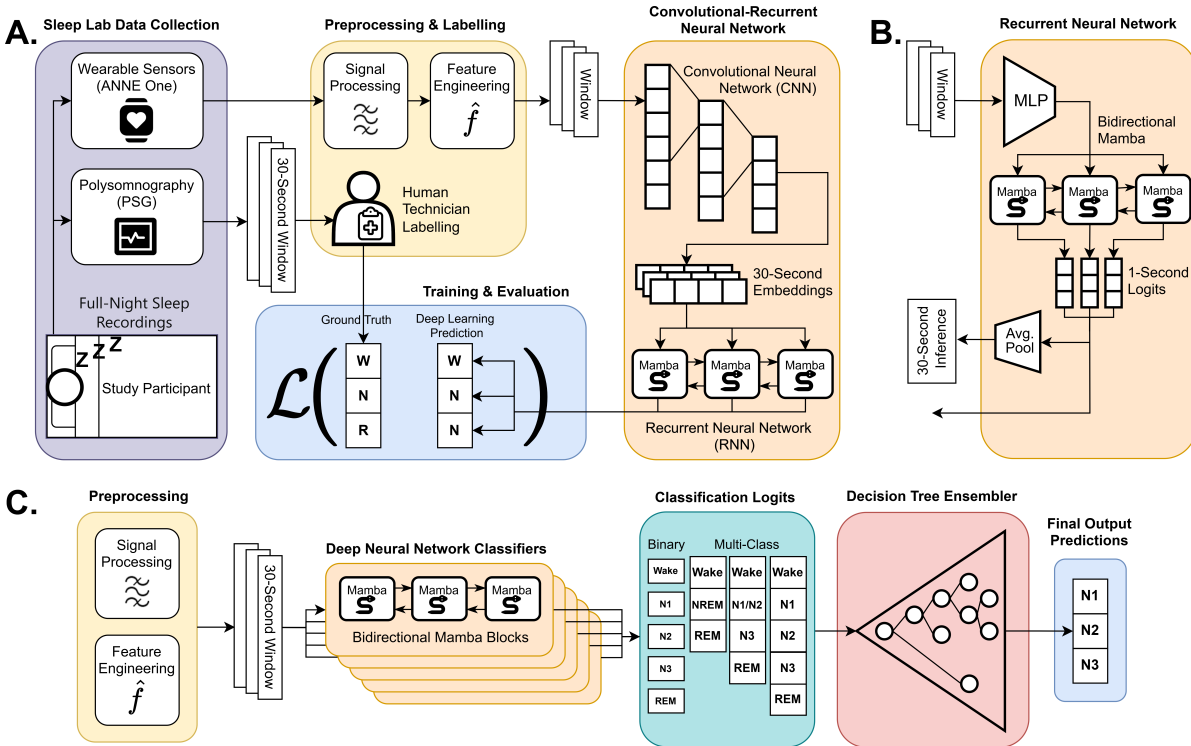 A.
Sleep Lab Data Collection
Wearable Sensors
(ANNE One)
Polysomnography
(PSG)
Full-Night Sleep
Recordings
z
z
z
Study Participant
30-Second Window
Preprocessing & Labelling
Signal
Processing
Feature
Engineering
f̂
Human
Technician
Labelling
Window
Training & Evaluation
Ground Truth
Deep Learning
Prediction
ℒ(
W
N
R
W
N
N
)
Convolutional-Recurrent
Neural Network
Convolutional Neural
Network (CNN)
30-Second
Embeddings
Mamba
Mamba
Mamba
Recurrent Neural Network
(RNN)
B.
Recurrent Neural Network
Window
MLP
Bidirectional
Mamba
Mamba
Mamba
Mamba
1-Second
Logits
Avg.
Pool
30-Second
Inference
C.
Preprocessing
Signal
Processing
Feature
Engineering
f̂
30-Second Window
Deep Neural Network Classifiers
Mamba
Mamba
Mamba
Bidirectional Mamba Blocks
Classification Logits
Binary
Multi-Class
Wake
N1
N2
N3
REM
Wake
NREM
REM
Wake
N1/N2
N3
REM
Wake
N1
N2
N3
REM
Decision Tree Ensembler
Final Output
Predictions
N1
N2
N3